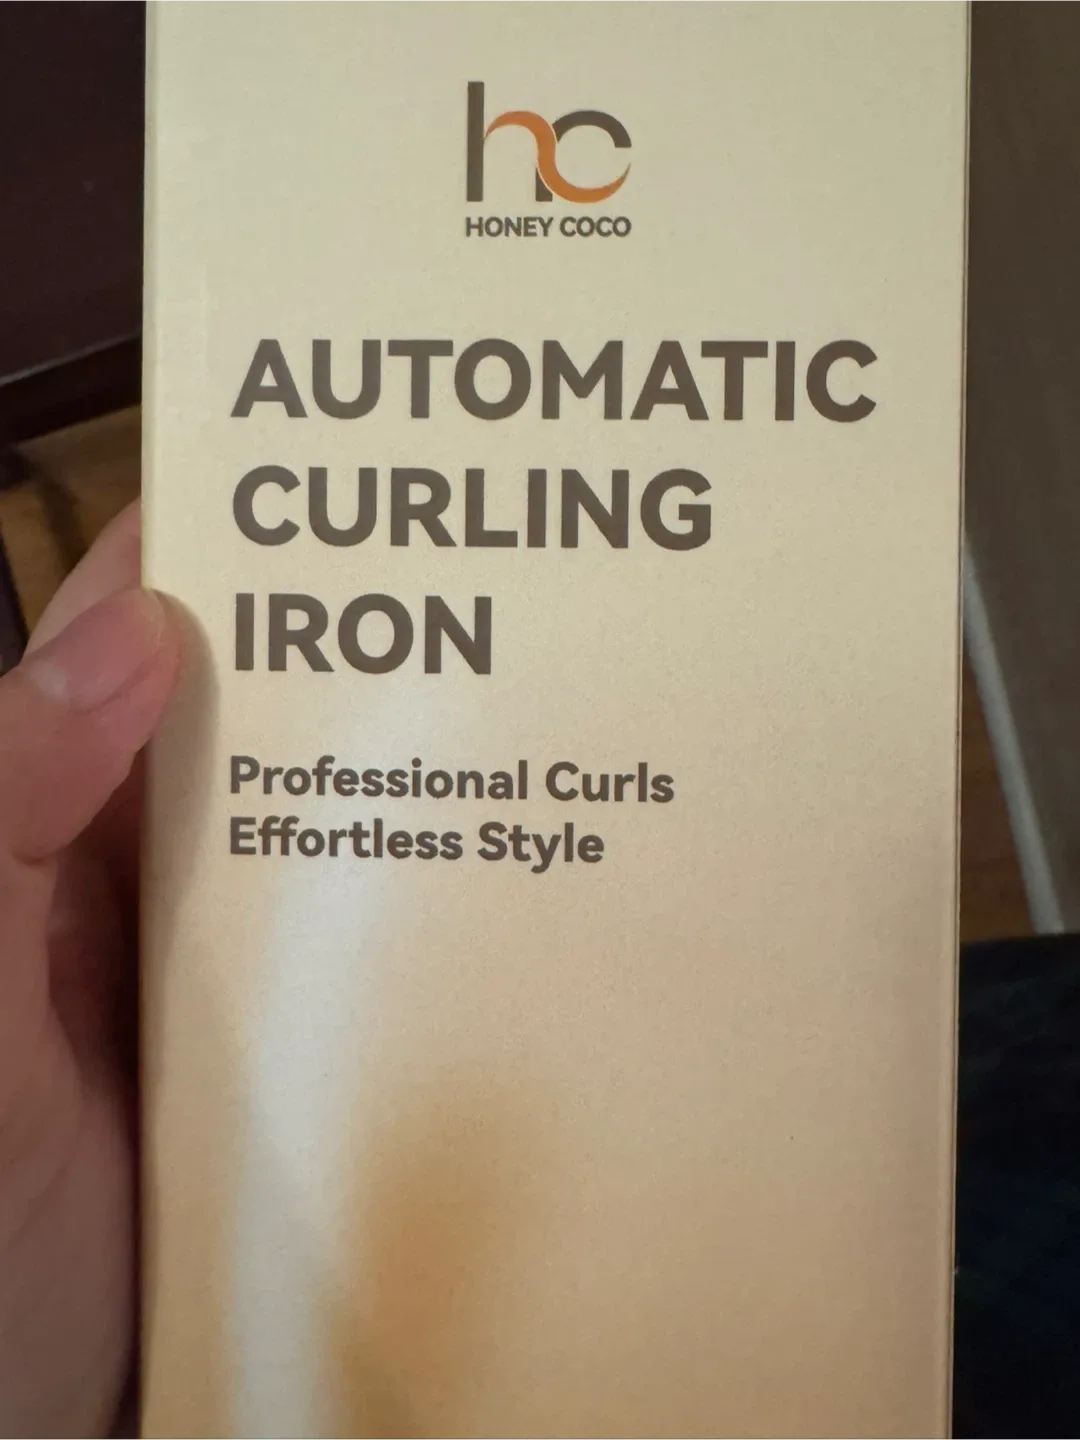 hc
HONEY COCO
AUTOMATIC
CURLING
IRON
Professional Curls
Effortless Style